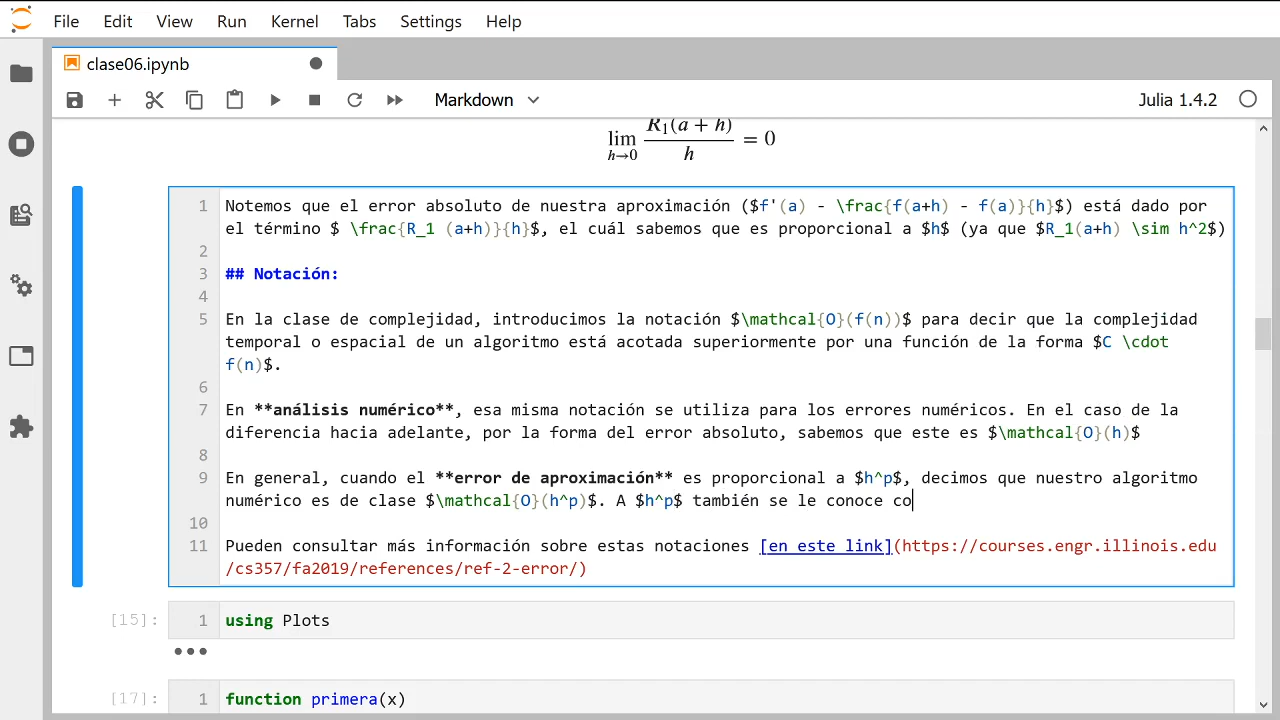 File Edit View Run Kernel Tabs Settings Help
clase06.ipynb
Markdown
Julia 1.4.2
lim h→0 R₁(a + h) / h = 0
1 Notemos que el error absoluto de nuestra aproximación ($f'(a) - \frac{f(a+h) - f(a)}{h}$) está dado por
el término $ \frac{R_1 (a+h)}{h}$, el cuál sabemos que es proporcional a $h$ (ya que $R_1(a+h) \sim h^2$)
2
3 ## Notación:
4
5 En la clase de complejidad, introducimos la notación $\mathcal{O}(f(n))$ para decir que la complejidad
temporal o espacial de un algoritmo está acotada superiormente por una función de la forma $C \cdot
f(n)$.
6
7 En **análisis numérico**, esa misma notación se utiliza para los errores numéricos. En el caso de la
diferencia hacia adelante, por la forma del error absoluto, sabemos que este es $\mathcal{O}(h)$
8
9 En general, cuando el **error de aproximación** es proporcional a $h^p$, decimos que nuestro algoritmo
numérico es de clase $\mathcal{O}(h^p)$. A $h^p$ también se le conoce co
10
11 Pueden consultar más información sobre estas notaciones [en este link](https://courses.engr.illinois.edu
/cs357/fa2019/references/ref-2-error/)
[15]: 1 using Plots
[17]: 1 function primera(x)